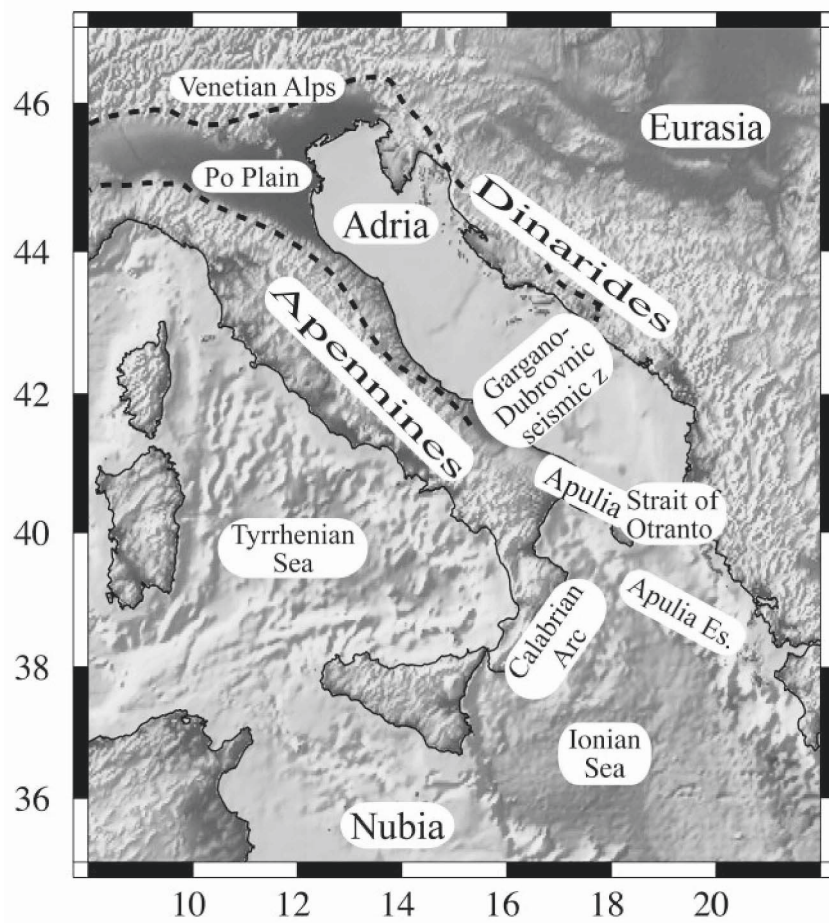 Venetian Alps
46
Eurasia
Po Plain
Dinarides
Adria
44
Apennines
Gargano-
Dubrovnic
seismic z
42
Apulia
Strait of
Otranto
40
Tyrrhenian
Sea
Apulia Es.
Calabrian
Arc
38
Ionian
Sea
36
Nubia
10
12
14
16
18
20